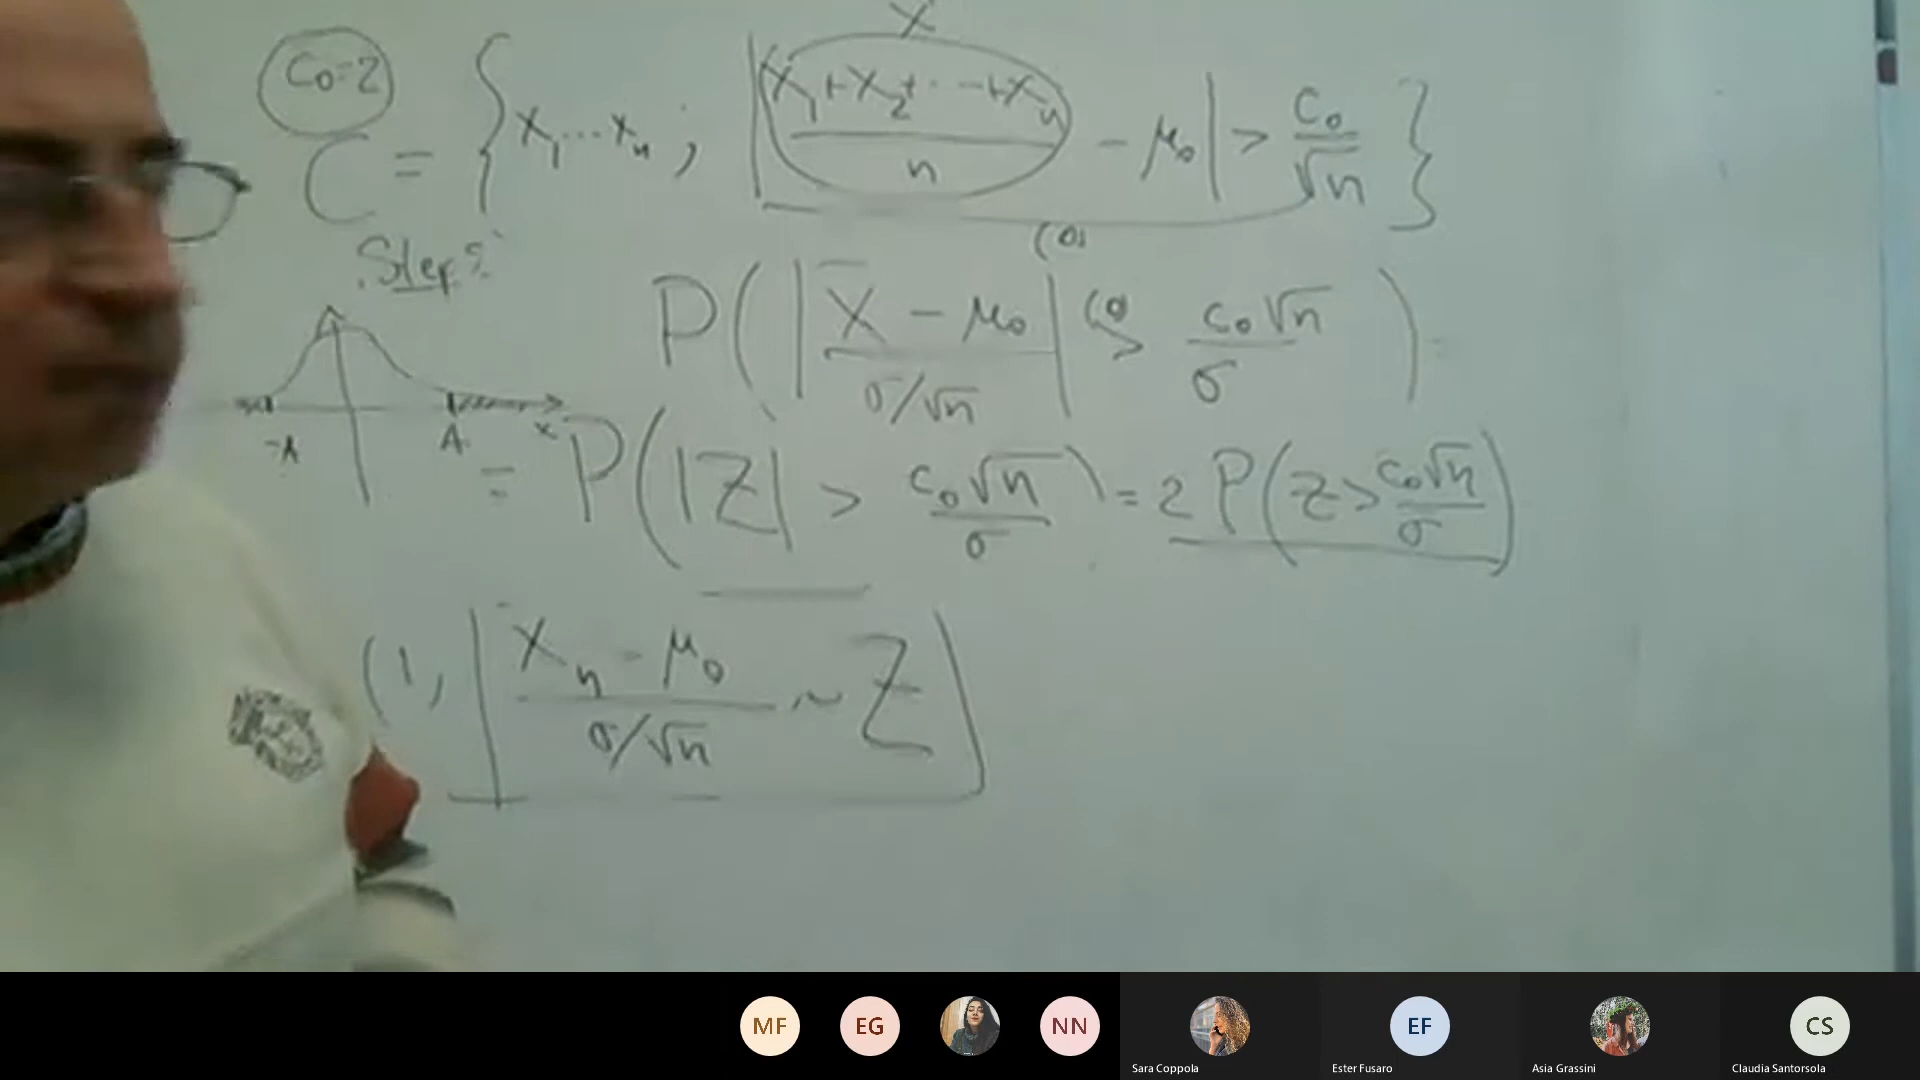 C₀=2
X̄
C = { X₁...Xₙ ; | (X₁+X₂+...+Xₙ)/n - μ₀ | > C₀/√n }
Step
P( | (X̄ - μ₀)/(σ/√n) | > C₀√n/σ ) =
-A A x
= P( |Z| > C₀√n/σ ) = 2 P( Z > C₀√n/σ )
(1) (X̄ₙ - μ₀)/(σ/√n) ~ Z
MF EG NN EF CS
Sara Coppola Ester Fusaro Asia Grassini Claudia Santorsola